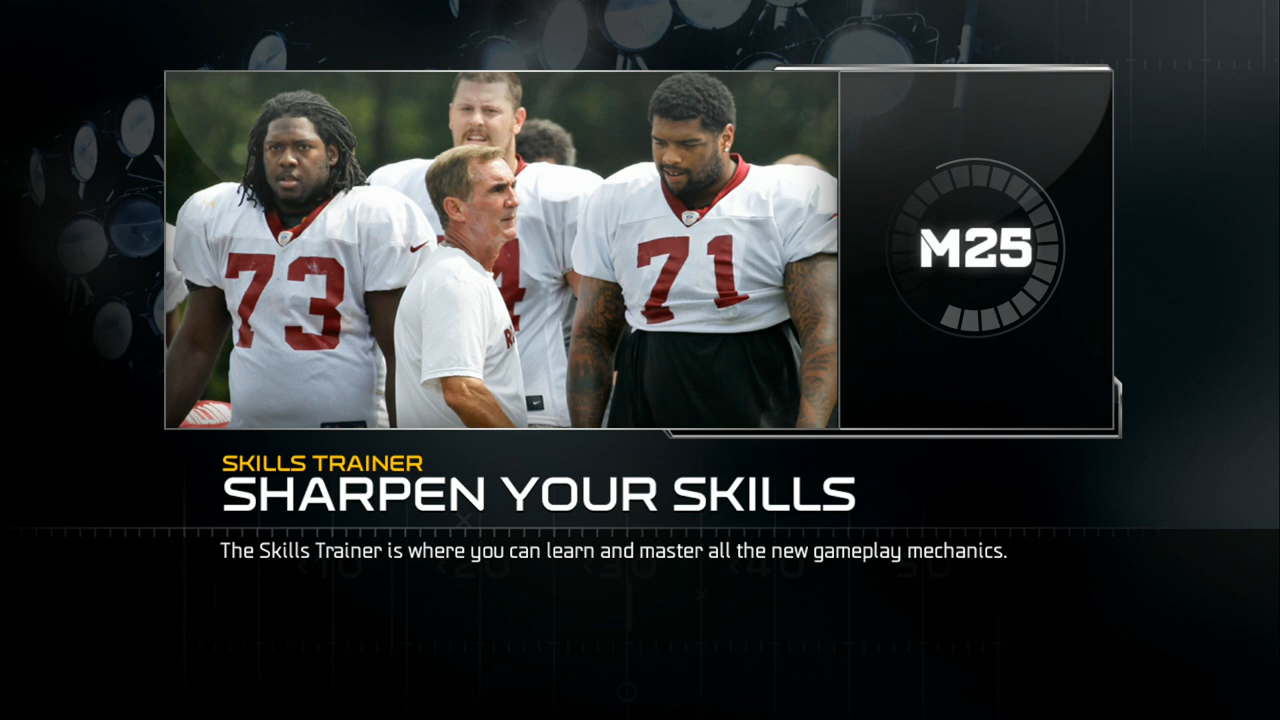 73
71
M25
SKILLS TRAINER
SHARPEN YOUR SKILLS
The Skills Trainer is where you can learn and master all the new gameplay mechanics.